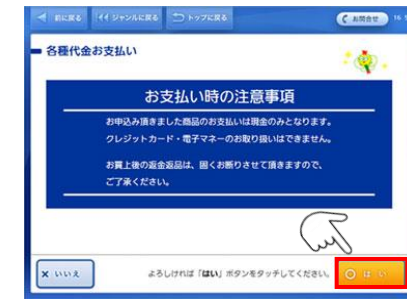 前に戻る
ジャンルに戻る
トップに戻る
お問合せ
各種代金お支払い
お支払い時の注意事項
お申込み頂きました商品のお支払いは現金のみとなります。
クレジットカード・電子マネーのお取り扱いはできません。
お買上後の返金返品は、固くお断りさせて頂きますので、
ご了承ください。
× いいえ
よろしければ「はい」ボタンをタッチしてください。
はい